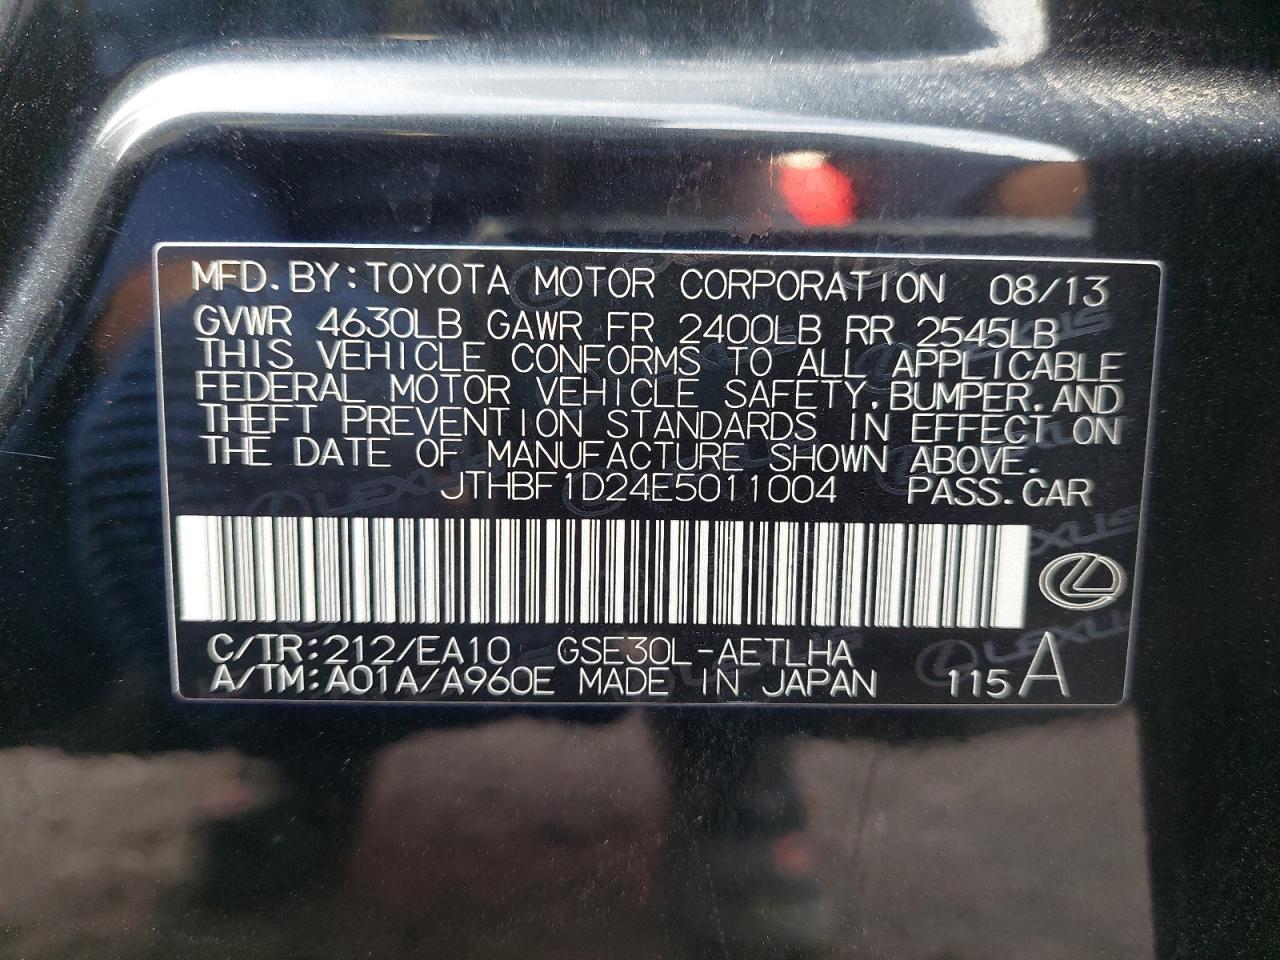 MFD. BY: TOYOTA MOTOR CORPORATION 08/13
GVWR 4630LB GAWR FR 2400LB RR 2545LB
THIS VEHICLE CONFORMS TO ALL APPLICABLE
FEDERAL MOTOR VEHICLE SAFETY, BUMPER, AND
THEFT PREVENTION STANDARDS IN EFFECT ON
THE DATE OF MANUFACTURE SHOWN ABOVE.
JTHBF1D24E5011004 PASS. CAR
C/TR: 212/EA10 GSE30L-AETLHA
A/TM: A01A/A960E MADE IN JAPAN 115 A